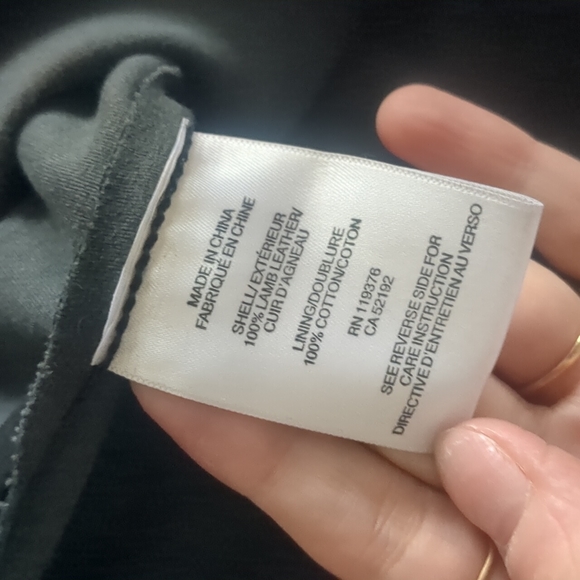 MADE IN CHINA
FABRIQUÉ EN CHINE
SHELL/ EXTÉRIEUR
100% LAMB LEATHER/
CUIR D'AGNEAU
LINING/DOUBLURE
100% COTTON/COTON
RN 119376
CA 52192
SEE REVERSE SIDE FOR
CARE INSTRUCTION
DIRECTIVE D'ENTRETIEN AU VERSO